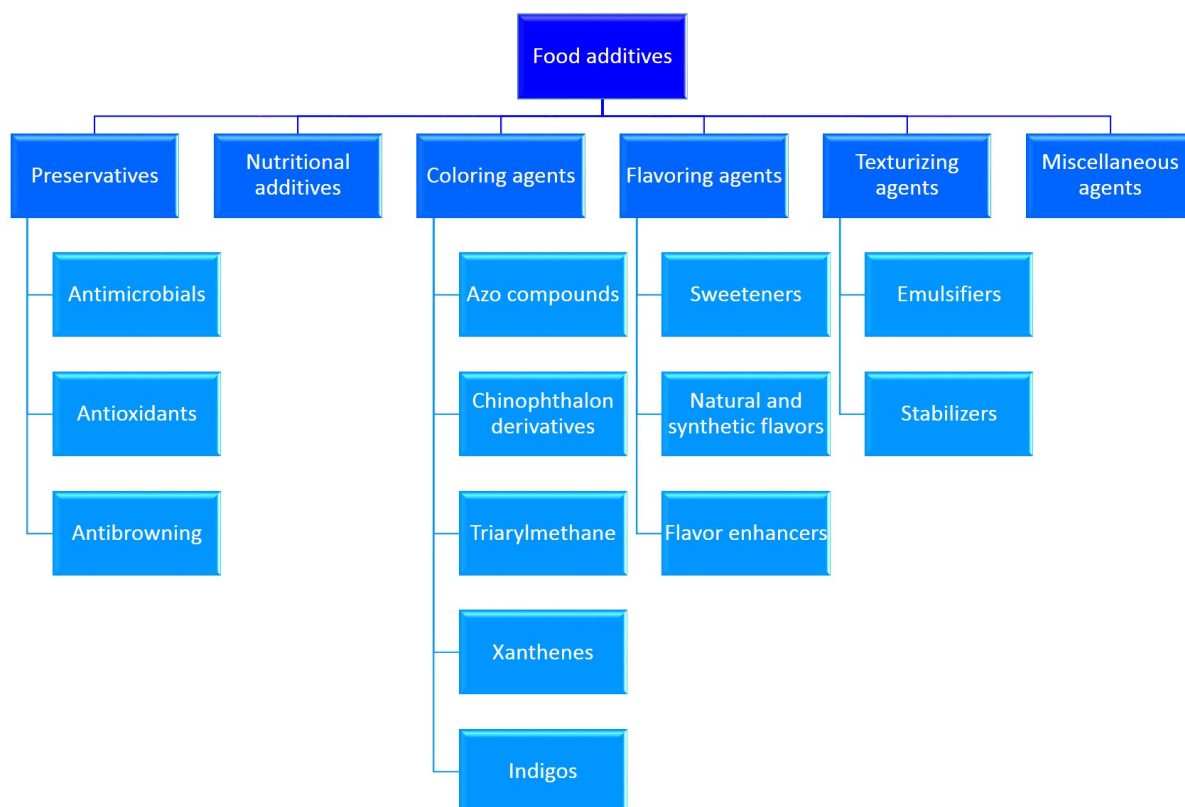 Food additives
Preservatives
Nutritional
additives
Coloring agents
Flavoring agents
Texturizing
agents
Miscellaneous
agents
Antimicrobials
Azo compounds
Sweeteners
Emulsifiers
Antioxidants
Chinophthalon
derivatives
Natural and
synthetic flavors
Stabilizers
Antibrowning
Triarylmethane
Flavor enhancers
Xanthenes
Indigos